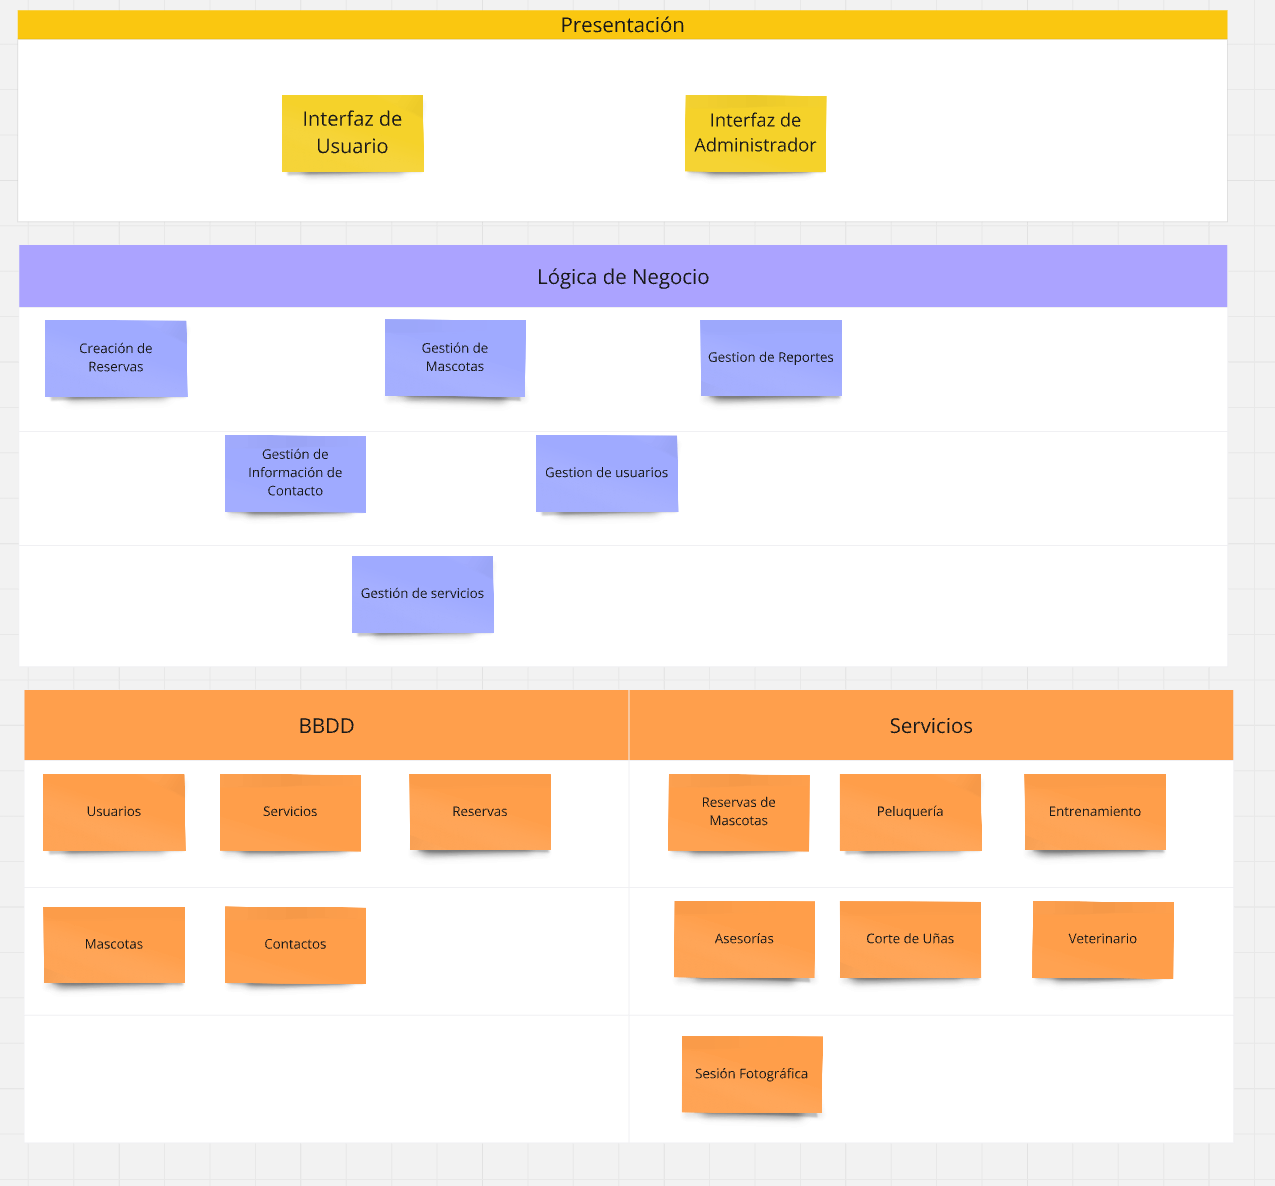 Presentación
Interfaz de
Usuario
Interfaz de
Administrador
Lógica de Negocio
Creación de
Reservas
Gestión de
Mascotas
Gestion de Reportes
Gestión de
Información de
Contacto
Gestion de usuarios
Gestión de servicios
BBDD
Servicios
Usuarios
Servicios
Reservas
Reservas de
Mascotas
Peluquería
Entrenamiento
Mascotas
Contactos
Asesorías
Corte de Uñas
Veterinario
Sesión Fotográfica